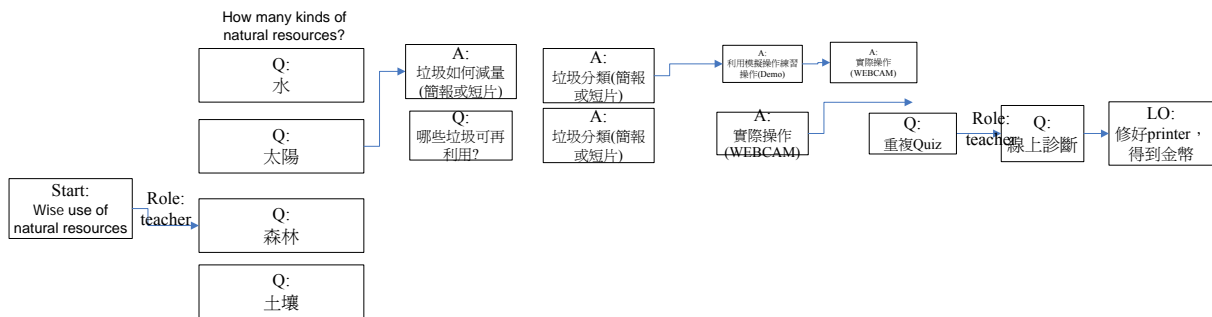 How many kinds of
natural resources?
Q:
水
Q:
太陽
Start:
Wise use of
natural resources
Role:
teacher
Q:
森林
Q:
土壤
A:
垃圾如何減量
(簡報或短片)
Q:
哪些垃圾可再
利用?
A:
垃圾分類(簡報
或短片)
A:
垃圾分類(簡報
或短片)
A:
利用模擬操作練習
操作(Demo)
A:
實際操作
(WEBCAM)
A:
實際操作
(WEBCAM)
Q:
重複Quiz
Role:
teacher
Q:
線上診斷
LO:
修好printer，
得到金幣